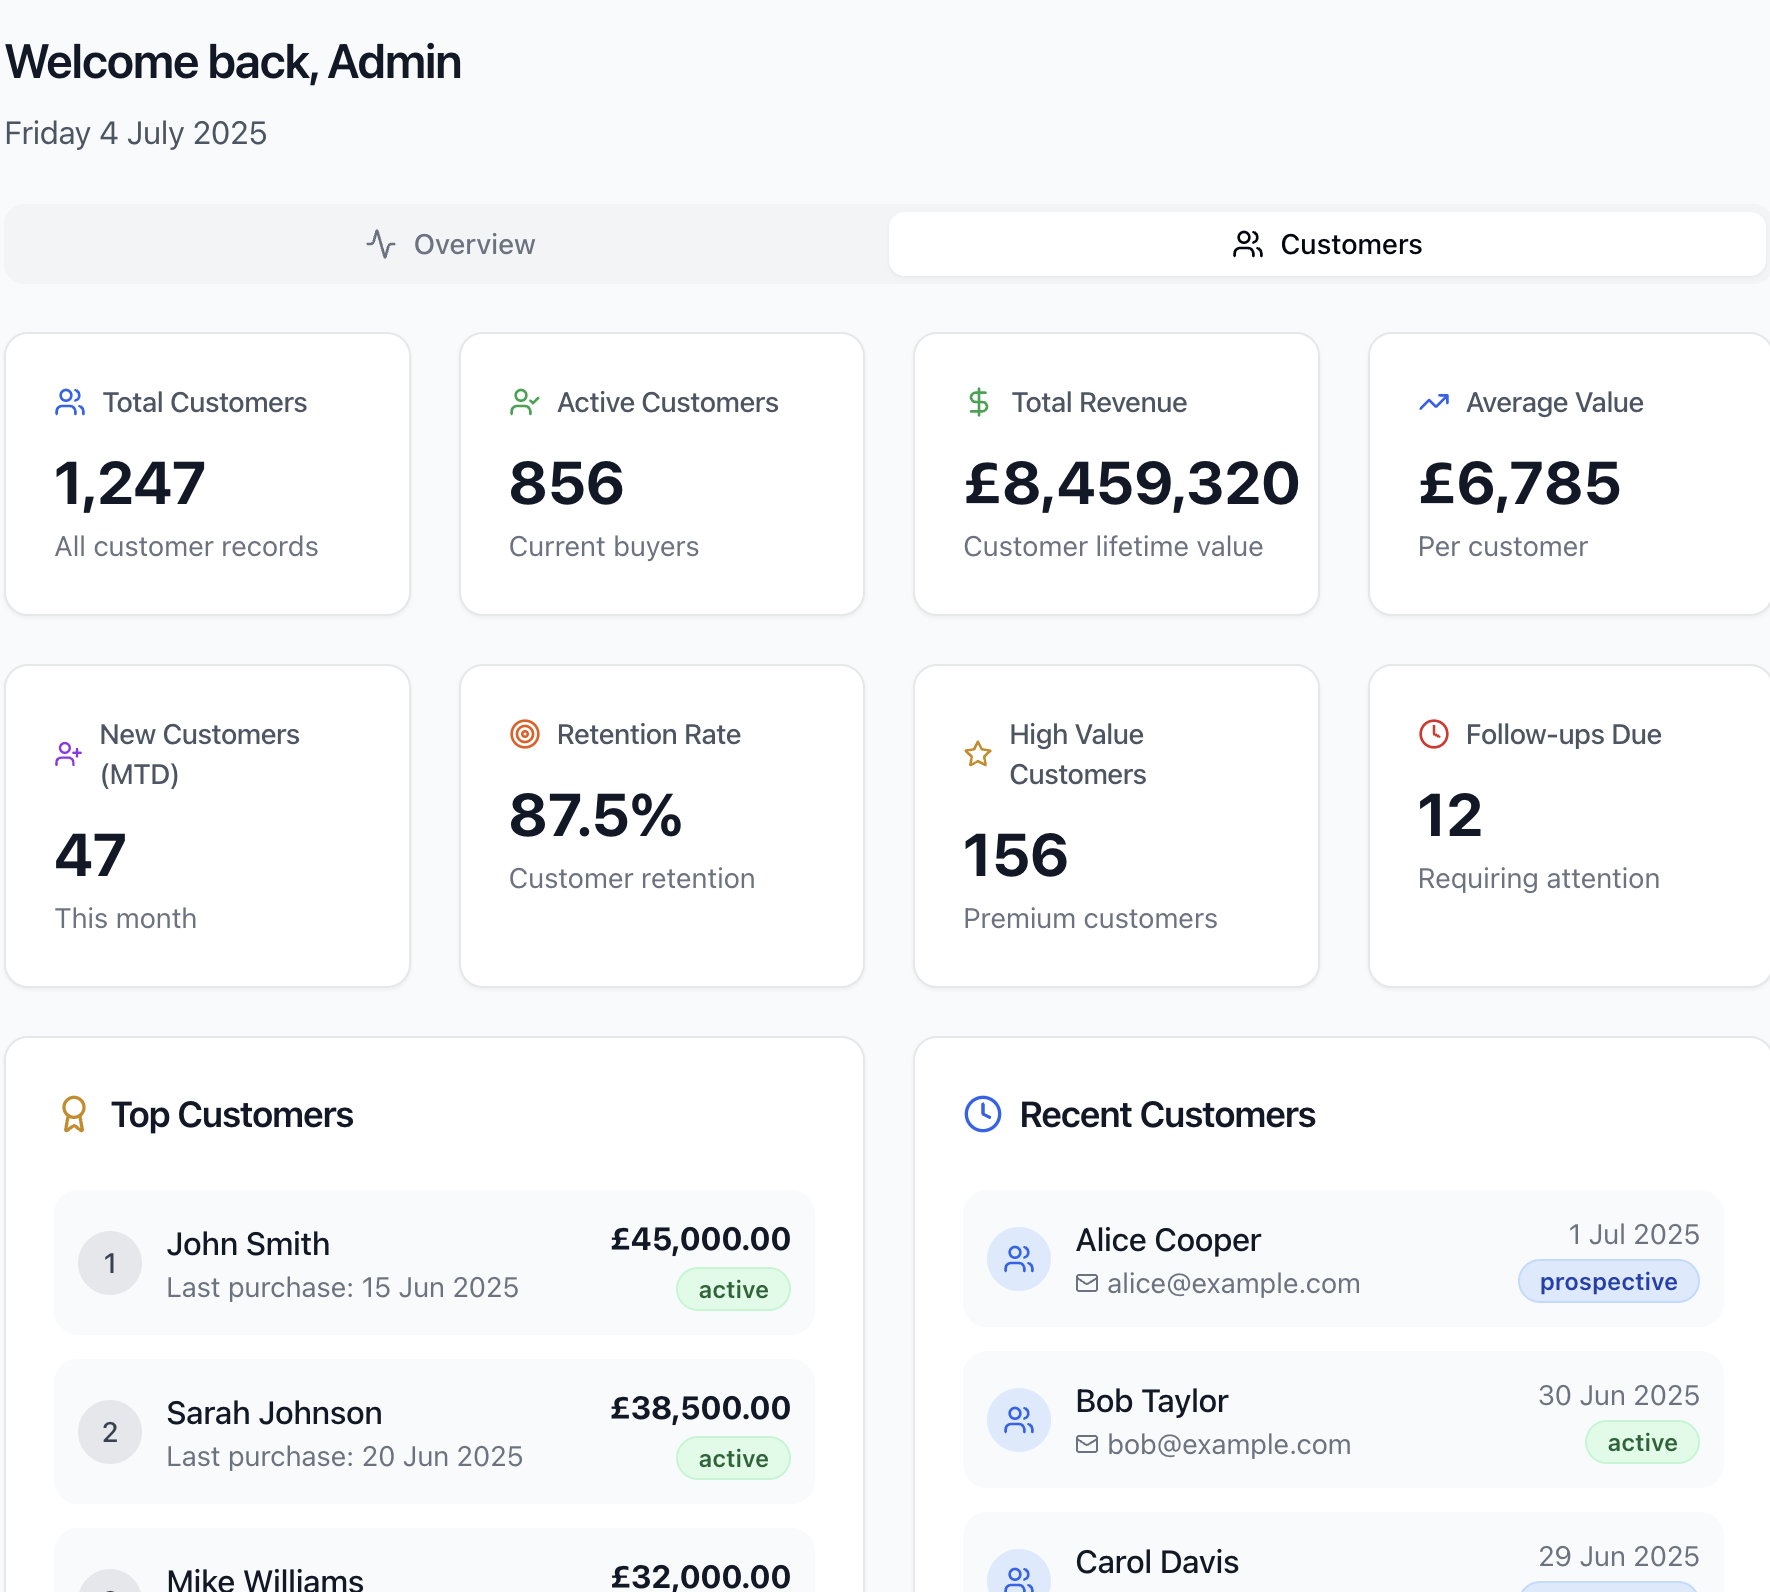 Welcome back, Admin
Friday 4 July 2025
Overview
Customers
Total Customers
1,247
All customer records
Active Customers
856
Current buyers
Total Revenue
£8,459,320
Customer lifetime value
Average Value
£6,785
Per customer
New Customers
(MTD)
47
This month
Retention Rate
87.5%
Customer retention
High Value
Customers
156
Premium customers
Follow-ups Due
12
Requiring attention
Top Customers
1
John Smith
£45,000.00
Last purchase: 15 Jun 2025
active
2
Sarah Johnson
£38,500.00
Last purchase: 20 Jun 2025
active
Mike Williams
£32,000.00
Recent Customers
Alice Cooper
1 Jul 2025
alice@example.com
prospective
Bob Taylor
30 Jun 2025
bob@example.com
active
Carol Davis
29 Jun 2025